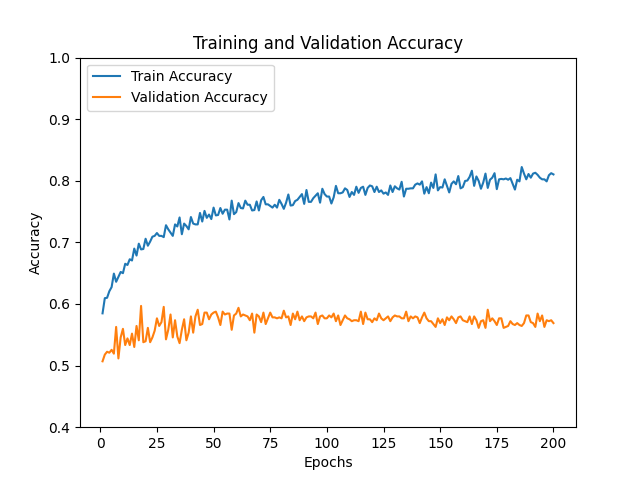 Training and Validation Accuracy
Train Accuracy
Validation Accuracy
Accuracy
1.0
0.9
0.8
0.7
0.6
0.5
0.4
0 25 50 75 100 125 150 175 200
Epochs